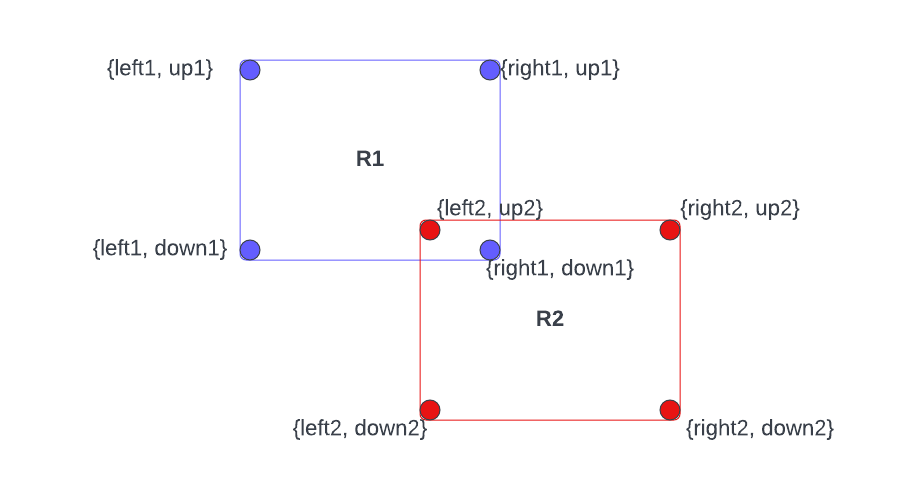 {left1, up1}
{right1, up1}
R1
{left2, up2}
{right2, up2}
{left1, down1}
{right1, down1}
R2
{left2, down2}
{right2, down2}